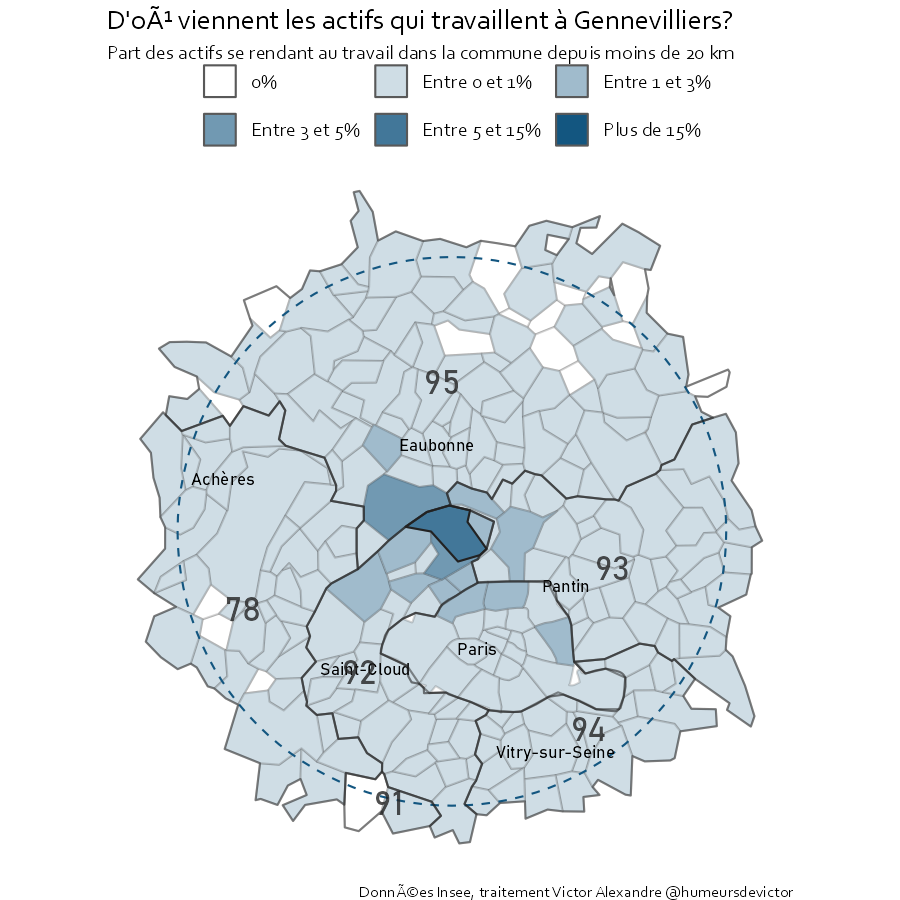 D'oÃ¹ viennent les actifs qui travaillent à Gennevilliers?
Part des actifs se rendant au travail dans la commune depuis moins de 20 km
0% Entre 0 et 1% Entre 1 et 3%
Entre 3 et 5% Entre 5 et 15% Plus de 15%
95
Eaubonne
Achères
93
Pantin
78
Paris
Saint-Cloud
92
94
Vitry-sur-Seine
91
DonnÃ©es Insee, traitement Victor Alexandre @humeursdevictor